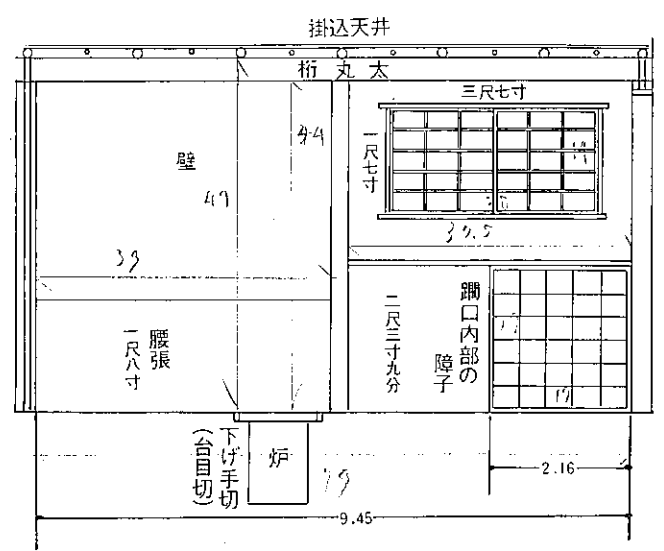 掛込天井
桁丸太
三尺七寸
一尺七寸
壁
47
33
腰張
一尺八寸
二尺三寸九分
躙口内部の
障子
炉
下げ手切
(台目切)
2.16
9.45